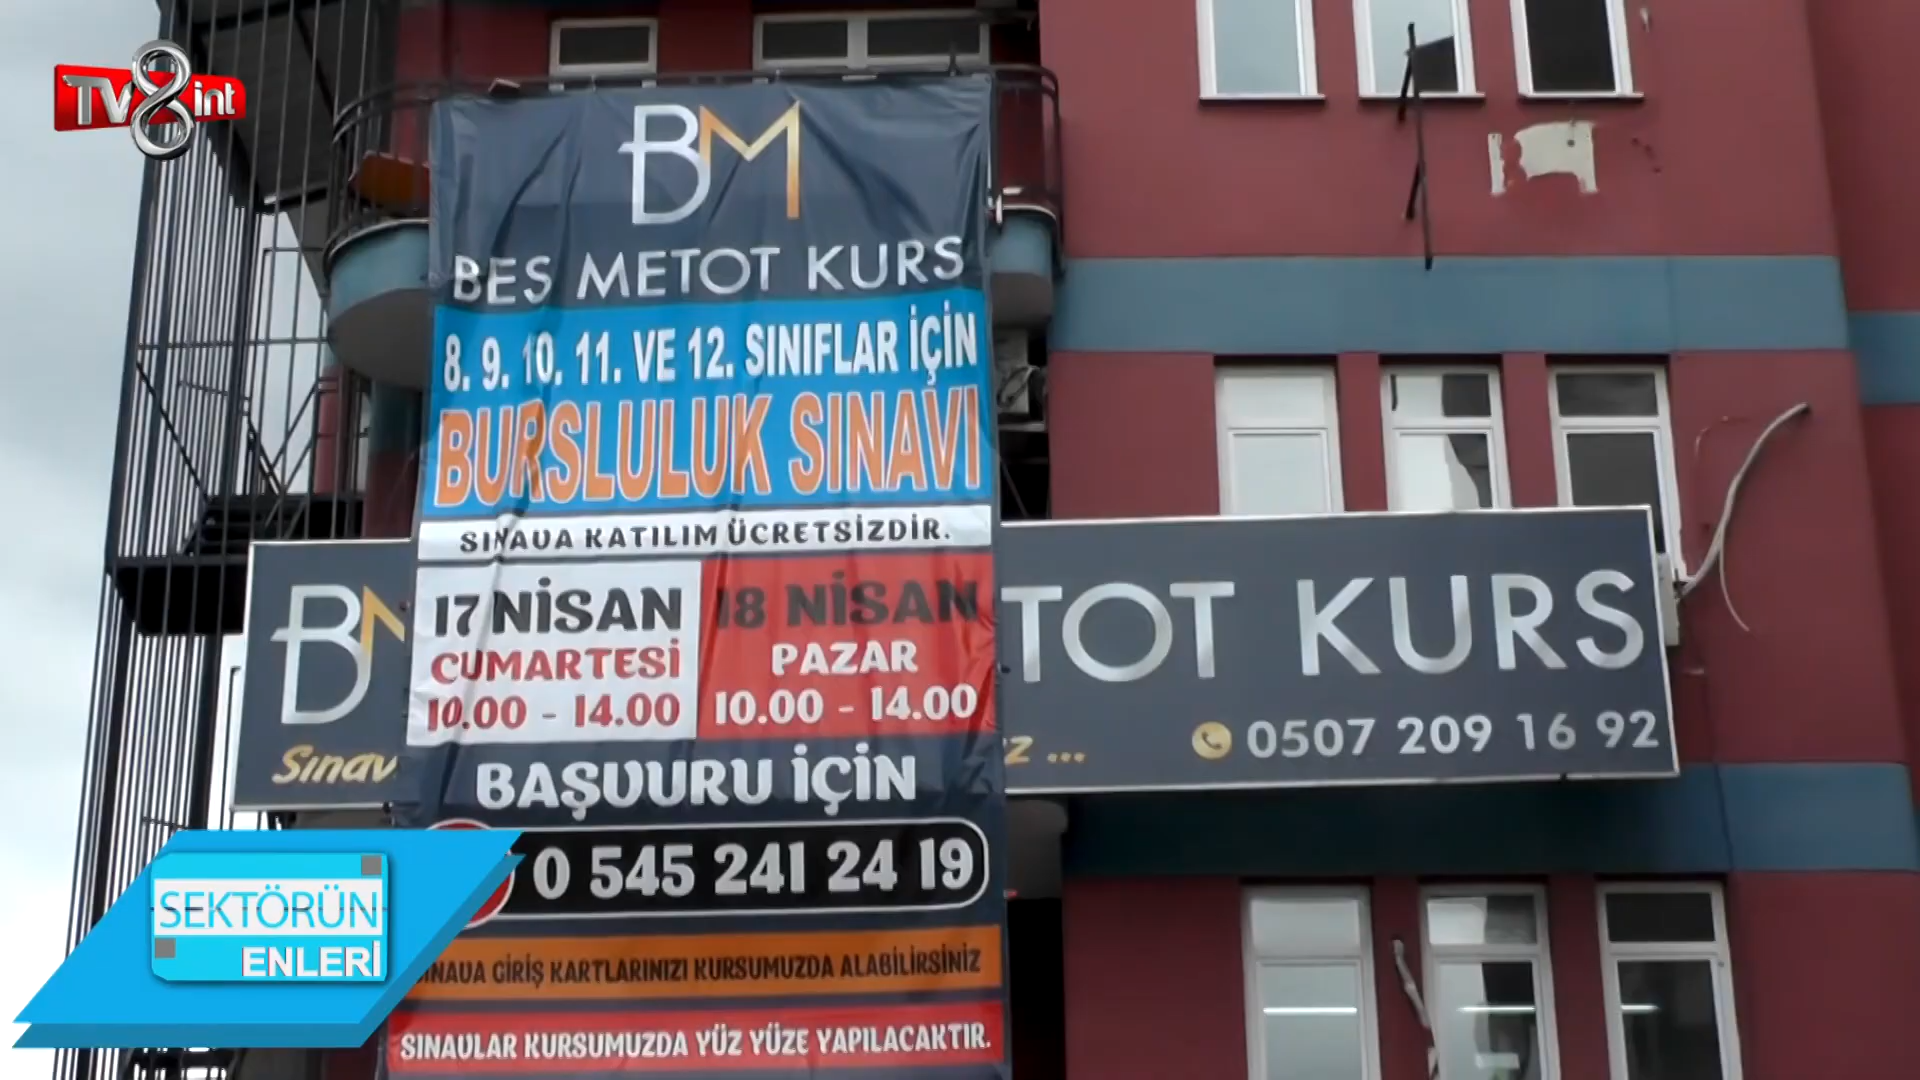 TV8int
BM
BES METOT KURS
8. 9. 10. 11. VE 12. SINIFLAR İÇİN
BURSLULUK SINAVI
SINAVA KATILIM ÜCRETSİZDİR.
17 NİSAN
CUMARTESİ
10.00 - 14.00
18 NİSAN
PAZAR
10.00 - 14.00
BAŞVURU İÇİN
0 545 241 24 19
SINAVA GİRİŞ KARTLARINIZI KURSUMUZDA ALABİLİRSİNİZ
SINAVLAR KURSUMUZDA YÜZ YÜZE YAPILACAKTIR.
BM
TOT KURS
Sınav
z ...
0507 209 16 92
SEKTÖRÜN
ENLERİ